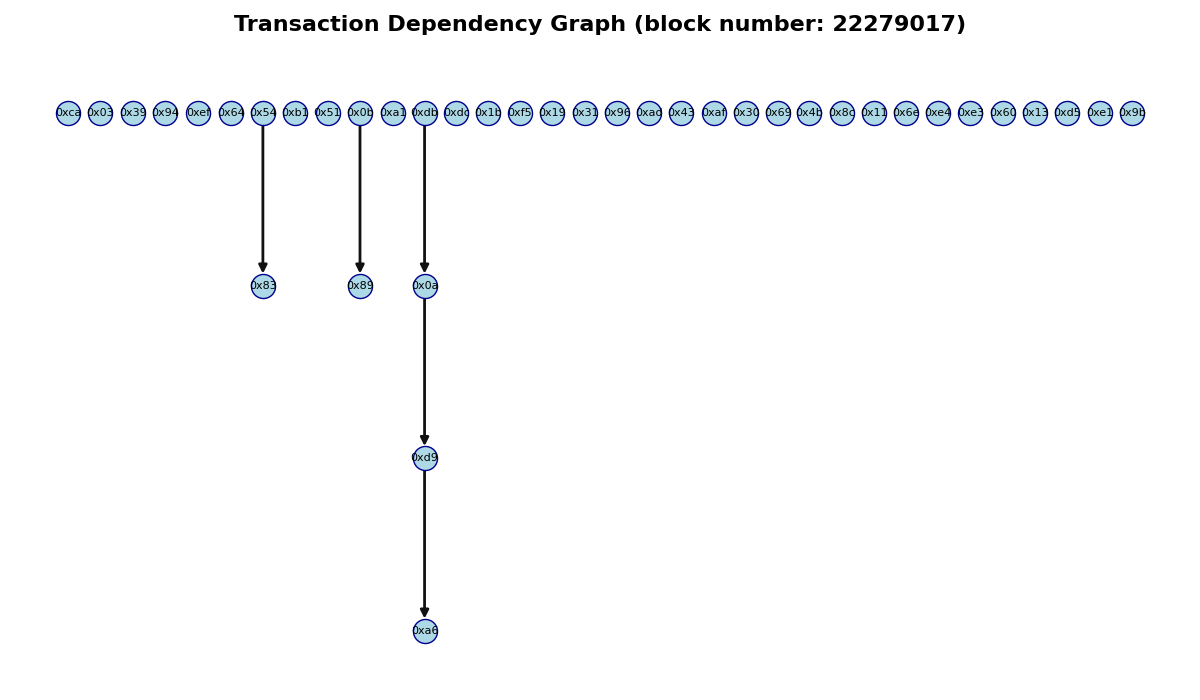 Transaction Dependency Graph (block number: 22279017)
0xca 0x03 0x39 0x94 0xef 0x64 0x54 0xb1 0x51 0x0b 0xa1 0xdb 0xdc 0x1b 0xf5 0x19 0x31 0x96 0xad 0x43 0xaf 0x30 0x69 0x4b 0x8c 0x11 0x6e 0xe4 0xe3 0x60 0x13 0xd5 0xe1 0x9b
0x83 0x89 0x0a
0xd9
0xa6